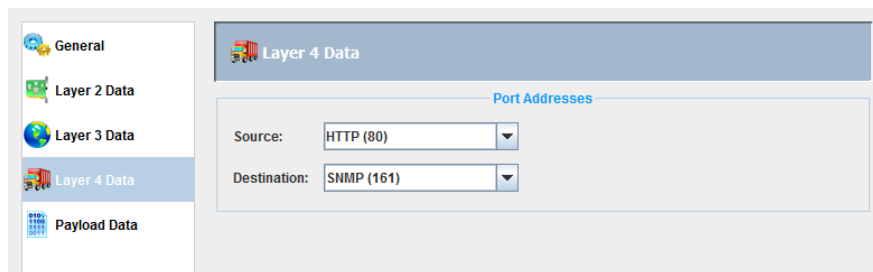 General
Layer 2 Data
Layer 3 Data
Layer 4 Data
Payload Data
Layer 4 Data
Port Addresses
Source: HTTP (80)
Destination: SNMP (161)